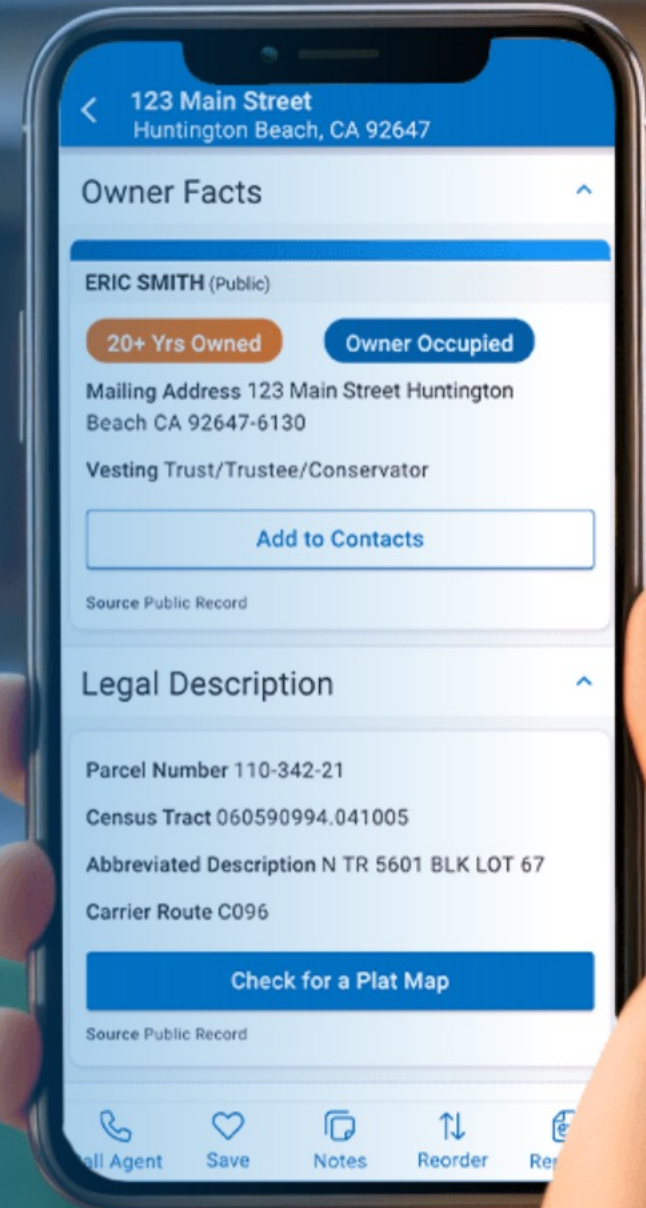 123 Main Street
Huntington Beach, CA 92647
Owner Facts
ERIC SMITH (Public)
20+ Yrs Owned
Owner Occupied
Mailing Address 123 Main Street Huntington
Beach CA 92647-6130
Vesting Trust/Trustee/Conservator
Add to Contacts
Source Public Record
Legal Description
Parcel Number 110-342-21
Census Tract 060590994.041005
Abbreviated Description N TR 5601 BLK LOT 67
Carrier Route C096
Check for a Plat Map
Source Public Record
Agent
Save
Notes
Reorder